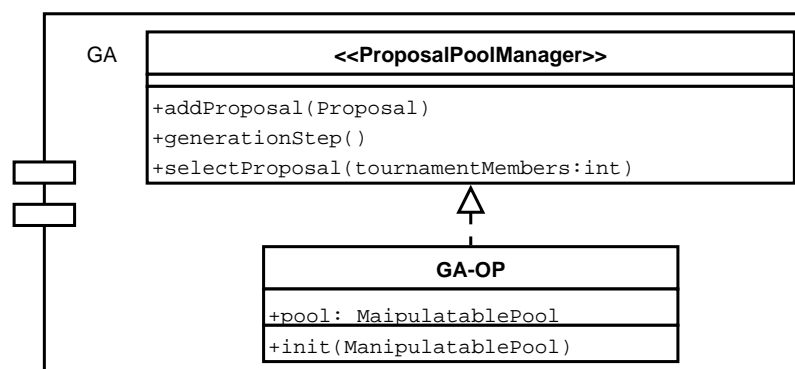 GA
<<ProposalPoolManager>>
+addProposal(Proposal)
+generationStep()
+selectProposal(tournamentMembers:int)
GA-OP
+pool: MaipulatablePool
+init(ManipulatablePool)